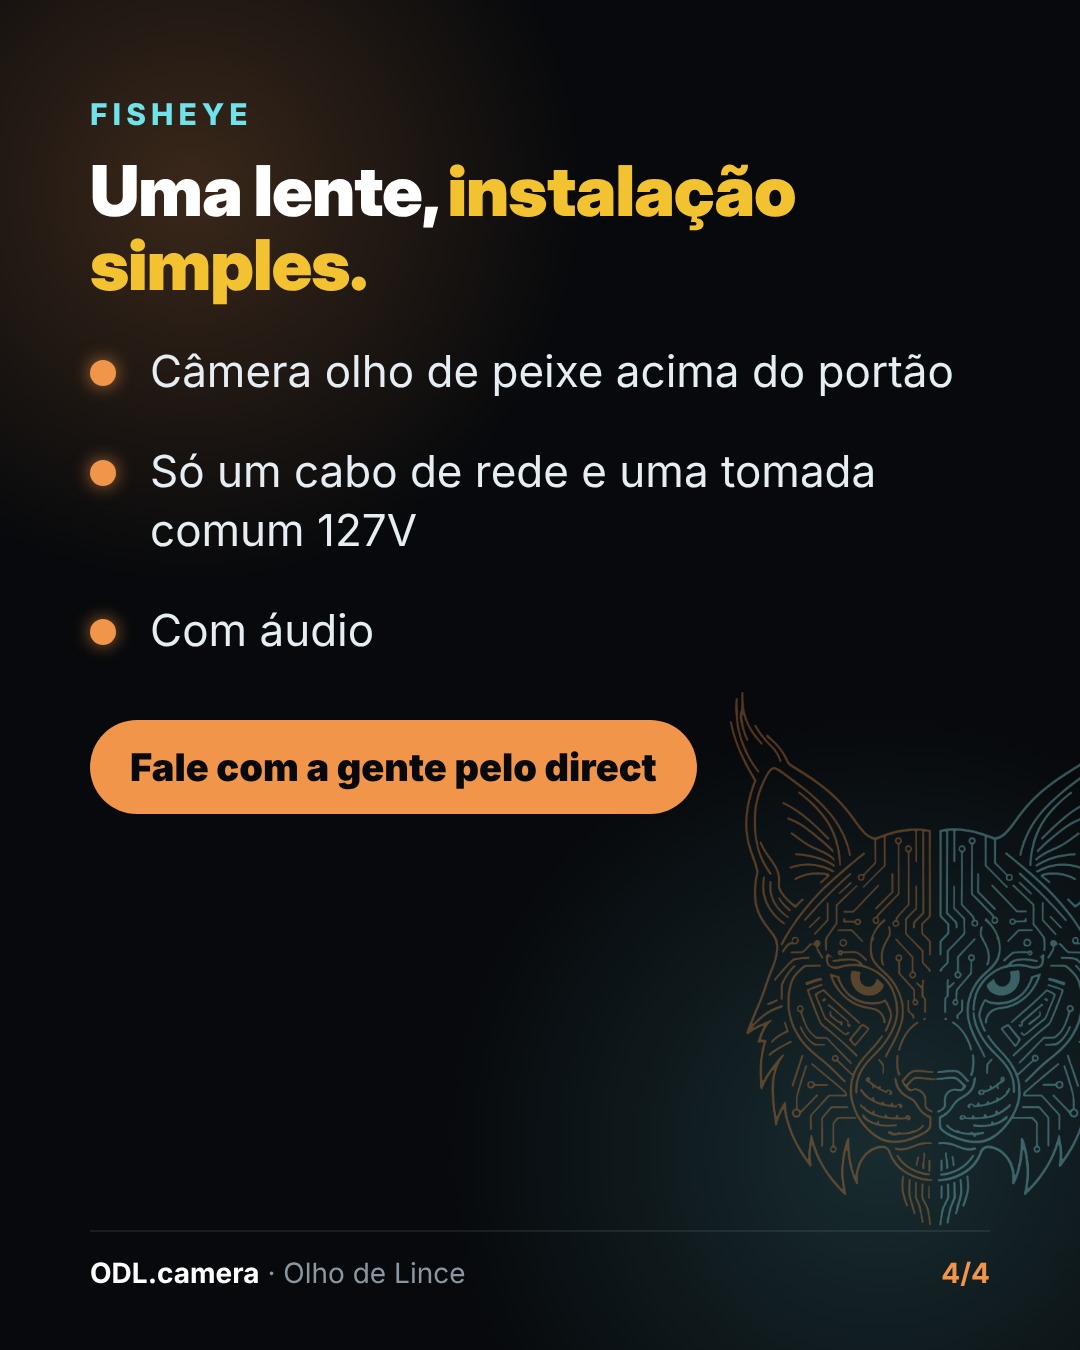 FISHEYE
Uma lente, instalação
simples.
Câmera olho de peixe acima do portão
Só um cabo de rede e uma tomada
comum 127V
Com áudio
Fale com a gente pelo direct
ODL.camera · Olho de Lince
4/4